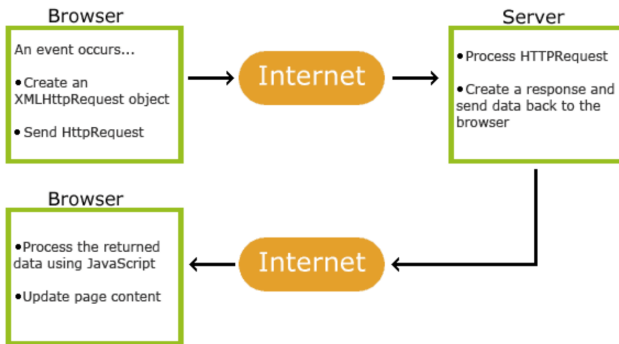 Browser
An event occurs...
•Create an
XMLHttpRequest object
•Send HttpRequest
Internet
Server
•Process HTTPRequest
•Create a response and
send data back to the
browser
Browser
•Process the returned
data using JavaScript
•Update page content
Internet